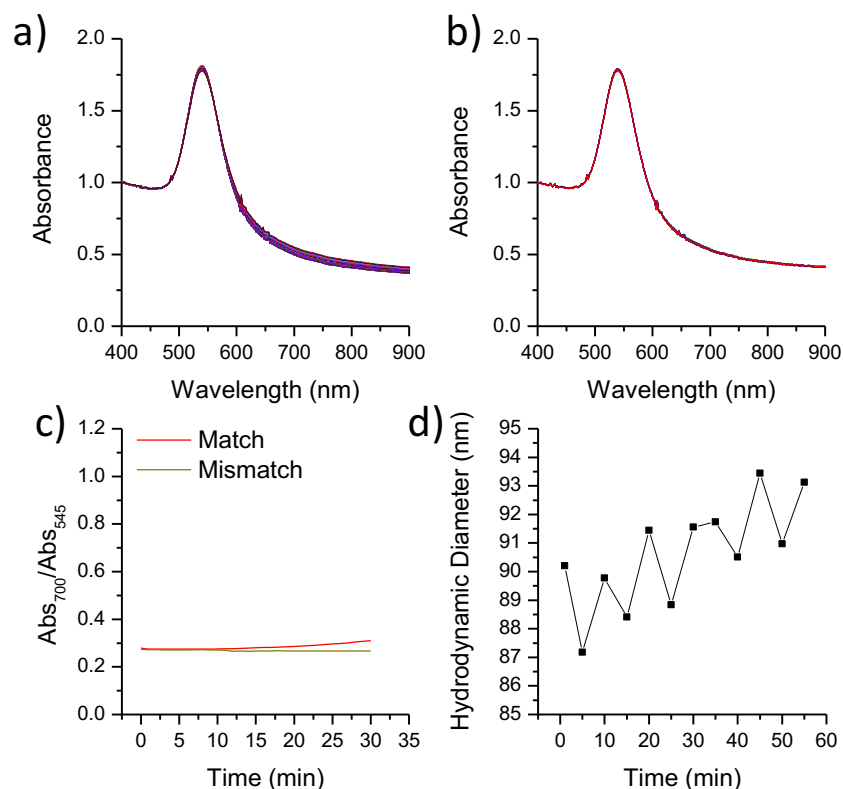 a)
2.0
1.5
1.0
0.5
0.0
Absorbance
400 500 600 700 800 900
Wavelength (nm)
b)
2.0
1.5
1.0
0.5
0.0
Absorbance
400 500 600 700 800 900
Wavelength (nm)
c)
1.2
1.0
0.8
0.6
0.4
0.2
0.0
Abs700/Abs545
Match
Mismatch
0 5 10 15 20 25 30 35
Time (min)
d)
95
94
93
92
91
90
89
88
87
86
85
Hydrodynamic Diameter (nm)
0 10 20 30 40 50 60
Time (min)